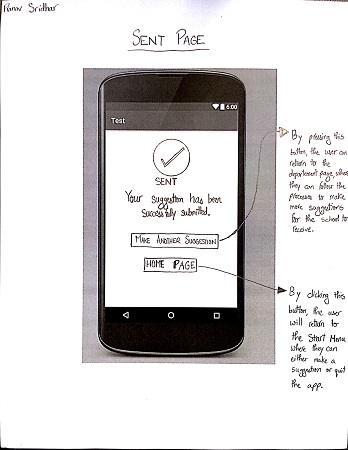 Pranav Sridhar
SENT PAGE
6:00
Test
SENT
Your suggestion has been
successfully submitted.
MAKE ANOTHER SUGGESTION
HOME PAGE
By pressing this
button, the user can
return to the
department page, where
they can follow the
processes to make
more suggestions
for the school to
receive.
By clicking this
button, the user
will return to
the Start Menu
where they can
either make a
suggestion or quit
the app.